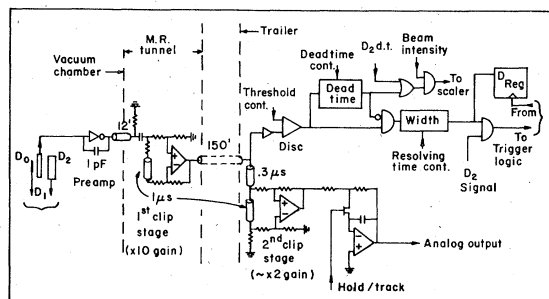 M.R.
tunnel
Trailer
Vacuum
chamber
12'
150'
D₀
D₁
D₂
1 pF
Preamp
1 μs
1st clip
stage
(x10 gain)
.3 μs
2nd clip
stage
(~x2 gain)
Threshold
cont.
Disc
Deadtime
cont.
Dead
time
D₂ d.t.
Beam
intensity
To
scaler
Width
Resolving
time cont.
D
Reg
From
To
Trigger
logic
D₂
Signal
Analog output
Hold/track